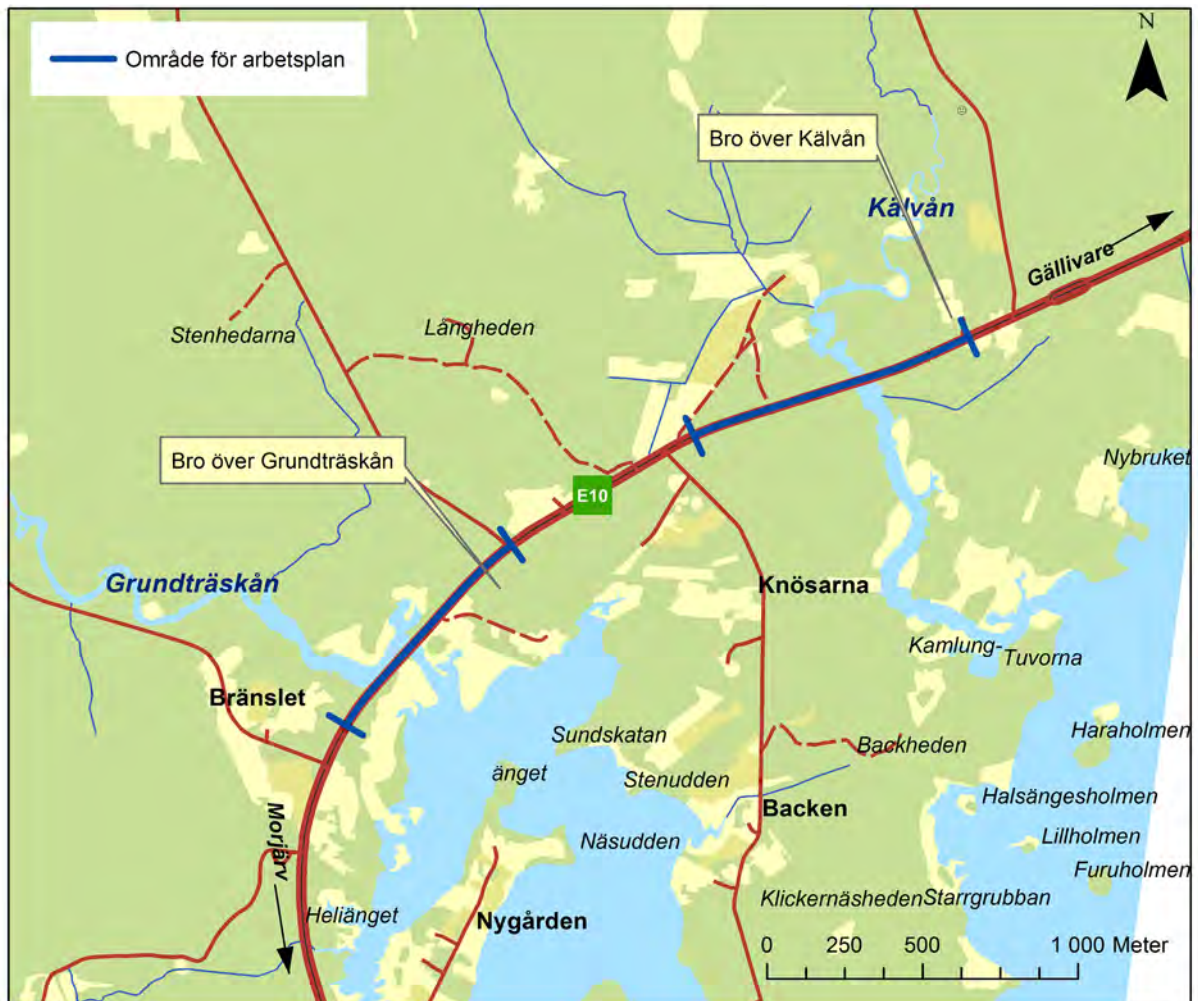 Område för arbetsplan
N
Bro över Kälvån
Kälvån
Gällivare
Stenhedarna
Långheden
Bro över Grundträskån
E10
Nybruket
Grundträskån
Knösarna
Kamlung-Tuvorna
Bränslet
Sundskatan
Haraholmen
änget
Backheden
Stenudden
Halsängesholmen
Backen
Lillholmen
Näsudden
Morjärv
Furuholmen
KlickernäshedenStarrgrubban
Heliänget
Nygården
0 250 500 1 000 Meter